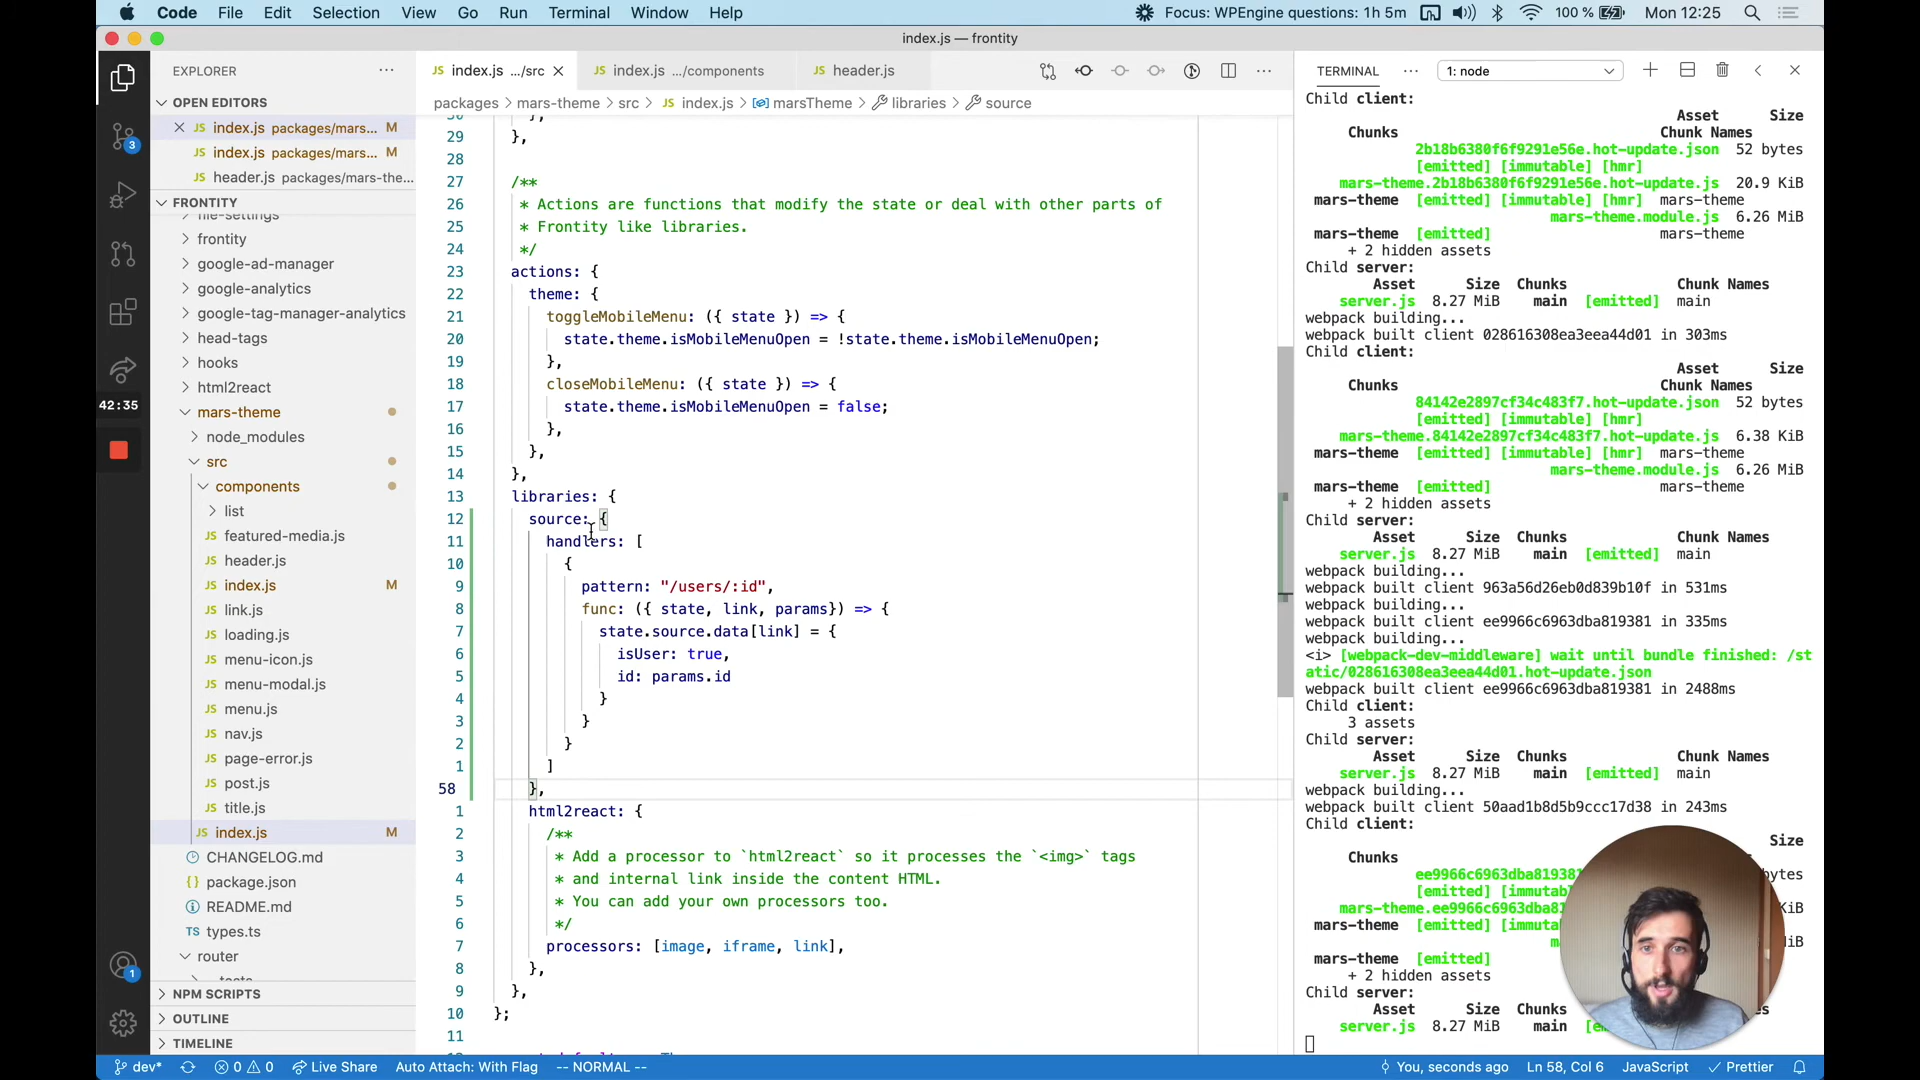 Code File Edit Selection View Go Run Terminal Window Help
Focus: WPEngine questions: 1h 5m 100 % Mon 12:25
index.js — frontity
EXPLORER
OPEN EDITORS
index.js packages/mars... M
index.js packages/mars... M
header.js packages/mars-the...
FRONTITY
frontity
google-ad-manager
google-analytics
google-tag-manager-analytics
head-tags
hooks
html2react
mars-theme
node_modules
src
components
list
featured-media.js
header.js
index.js M
link.js
loading.js
menu-icon.js
menu-modal.js
menu.js
nav.js
page-error.js
post.js
title.js
index.js M
CHANGELOG.md
package.json
README.md
types.ts
router
NPM SCRIPTS
OUTLINE
TIMELINE
3
42:35
1
JS index.js .../src
JS index.js .../components
JS header.js
packages > mars-theme > src > JS index.js > marsTheme > libraries > source
30 },
29 },
28
27 /**
26 * Actions are functions that modify the state or deal with other parts of
25 * Frontity like libraries.
24 */
23 actions: {
22 theme: {
21 toggleMobileMenu: ({ state }) => {
20 state.theme.isMobileMenuOpen = !state.theme.isMobileMenuOpen;
19 },
18 closeMobileMenu: ({ state }) => {
17 state.theme.isMobileMenuOpen = false;
16 },
15 },
14 },
13 libraries: {
12 source: {
11 handlers: [
10 {
9 pattern: "/users/:id",
8 func: ({ state, link, params}) => {
7 state.source.data[link] = {
6 isUser: true,
5 id: params.id
4 }
3 }
2 }
1 ]
58 },
1 html2react: {
2 /**
3 * Add a processor to `html2react` so it processes the `<img>` tags
4 * and internal link inside the content HTML.
5 * You can add your own processors too.
6 */
7 processors: [image, iframe, link],
8 },
9 },
10 };
11
TERMINAL 1: node
Child client:
Asset Size
Chunks Chunk Names
2b18b6380f6f9291e56e.hot-update.json 52 bytes
[emitted] [immutable] [hmr]
mars-theme.2b18b6380f6f9291e56e.hot-update.js 20.9 KiB
mars-theme [emitted] [immutable] [hmr] mars-theme
mars-theme.module.js 6.26 MiB
mars-theme [emitted] mars-theme
+ 2 hidden assets
Child server:
Asset Size Chunks Chunk Names
server.js 8.27 MiB main [emitted] main
webpack building...
webpack built client 028616308ea3eea44d01 in 303ms
Child client:
Asset Size
Chunks Chunk Names
84142e2897cf34c483f7.hot-update.json 52 bytes
[emitted] [immutable] [hmr]
mars-theme.84142e2897cf34c483f7.hot-update.js 6.38 KiB
mars-theme [emitted] [immutable] [hmr] mars-theme
mars-theme.module.js 6.26 MiB
mars-theme [emitted] mars-theme
+ 2 hidden assets
Child server:
Asset Size Chunks Chunk Names
server.js 8.27 MiB main [emitted] main
webpack building...
webpack built client 963a56d26eb0d839b10f in 531ms
webpack building...
webpack built client ee9966c6963dba819381 in 335ms
webpack building...
<i> [webpack-dev-middleware] wait until bundle finished: /st
atic/028616308ea3eea44d01.hot-update.json
webpack built client ee9966c6963dba819381 in 2488ms
Child client:
3 assets
Child server:
Asset Size Chunks Chunk Names
server.js 8.27 MiB main [emitted] main
webpack building...
webpack built client 50aad1b8d5b9ccc17d38 in 243ms
Child client:
Size
Chunks
ee9966c6963dba819381 ytes
[emitted] [immutab
mars-theme.ee9966c6963dba81 KiB
mars-theme [emitted] [immuta
iB
mars-theme [emitted]
+ 2 hidden assets
Child server:
Asset Size Chunks
server.js 8.27 MiB main
dev* 0 0 Live Share Auto Attach: With Flag -- NORMAL -- You, seconds ago Ln 58, Col 6 JavaScript Prettier